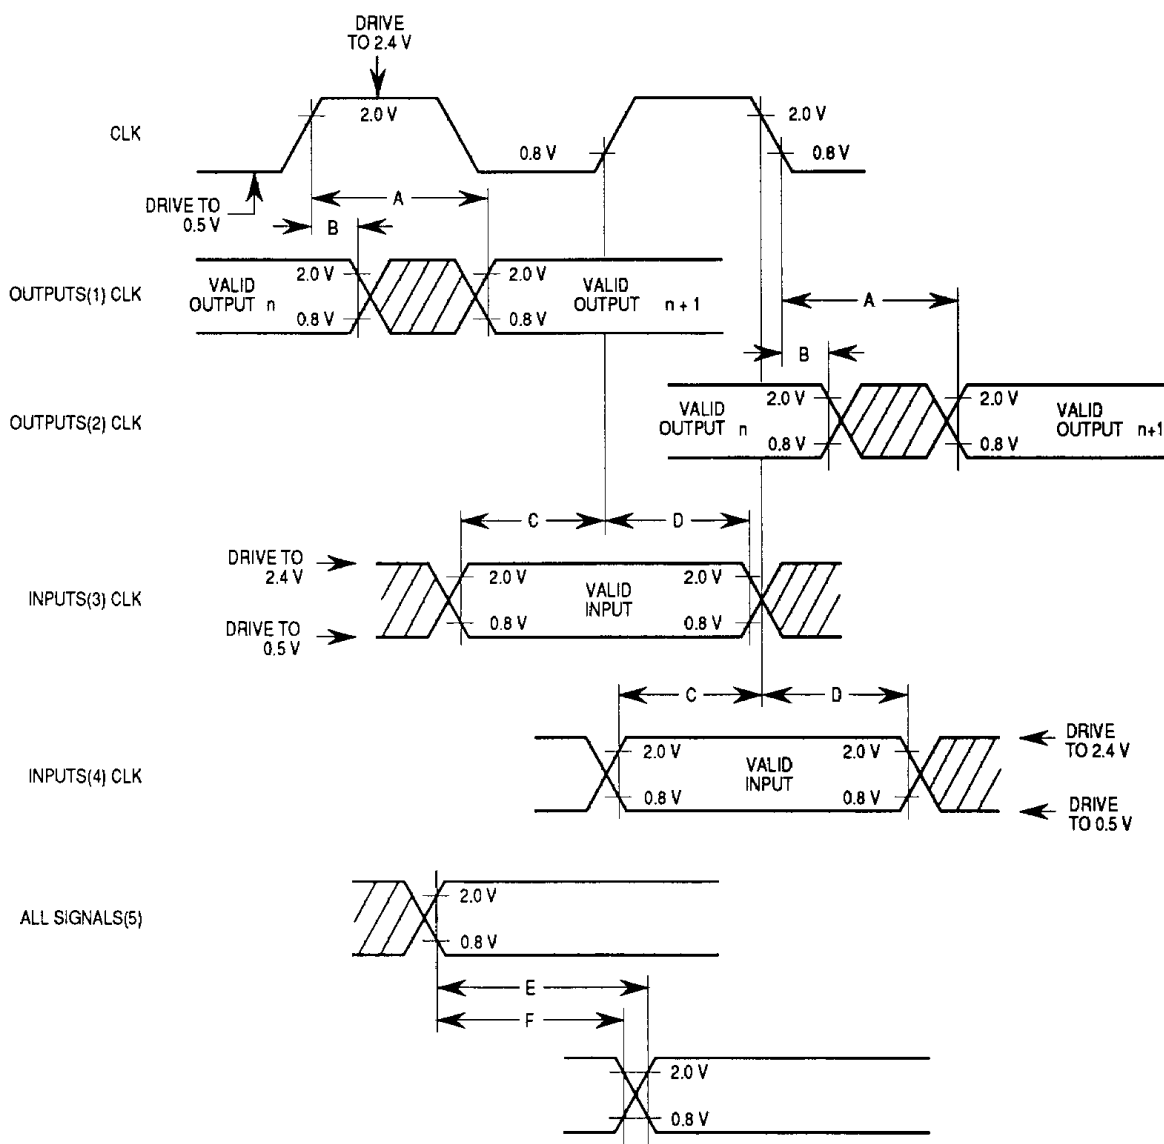 DRIVE
TO 2.4 V
CLK
2.0 V
0.8 V
2.0 V
0.8 V
DRIVE TO
0.5 V
A
B
OUTPUTS(1) CLK
VALID
OUTPUT n
2.0 V
0.8 V
2.0 V
0.8 V
VALID
OUTPUT n + 1
A
B
OUTPUTS(2) CLK
VALID
OUTPUT n
2.0 V
0.8 V
2.0 V
0.8 V
VALID
OUTPUT n+1
C
D
DRIVE TO
2.4 V
INPUTS(3) CLK
DRIVE TO
0.5 V
2.0 V
0.8 V
VALID
INPUT
2.0 V
0.8 V
C
D
INPUTS(4) CLK
2.0 V
0.8 V
VALID
INPUT
2.0 V
0.8 V
DRIVE
TO 2.4 V
DRIVE
TO 0.5 V
ALL SIGNALS(5)
2.0 V
0.8 V
E
F
2.0 V
0.8 V